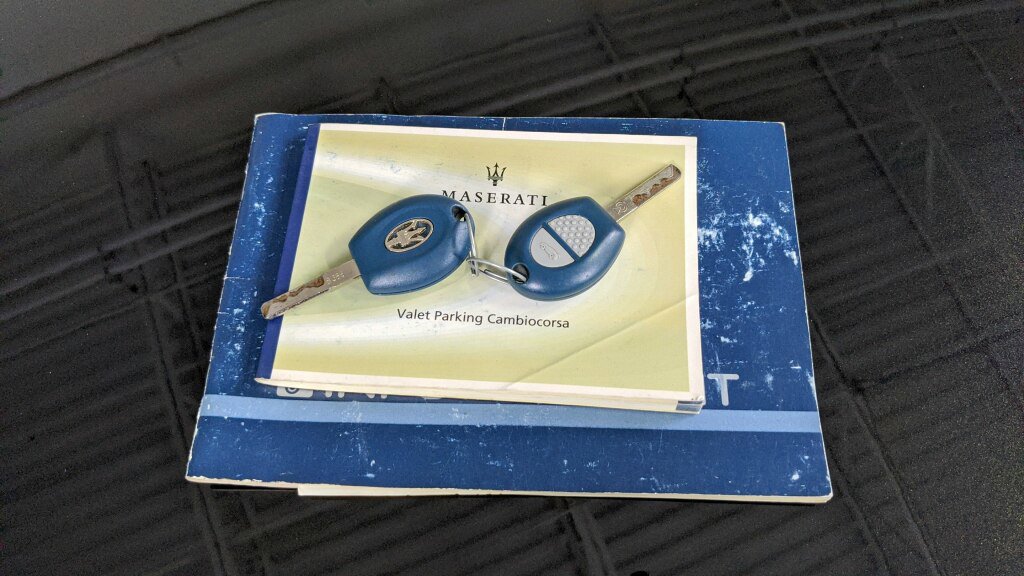 MASERATI
Valet Parking Cambiocorsa
T